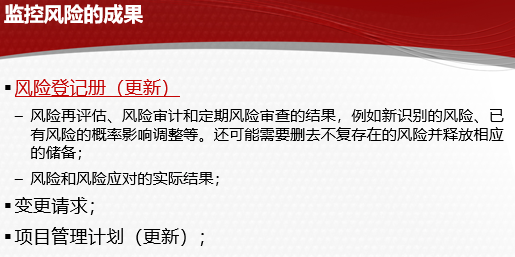 监控风险的成果
▪风险登记册（更新）
– 风险再评估、风险审计和定期风险审查的结果，例如新识别的风险、已
有风险的概率影响调整等。还可能需要删去不复存在的风险并释放相应
的储备；
– 风险和风险应对的实际结果；
▪变更请求；
▪项目管理计划（更新）；